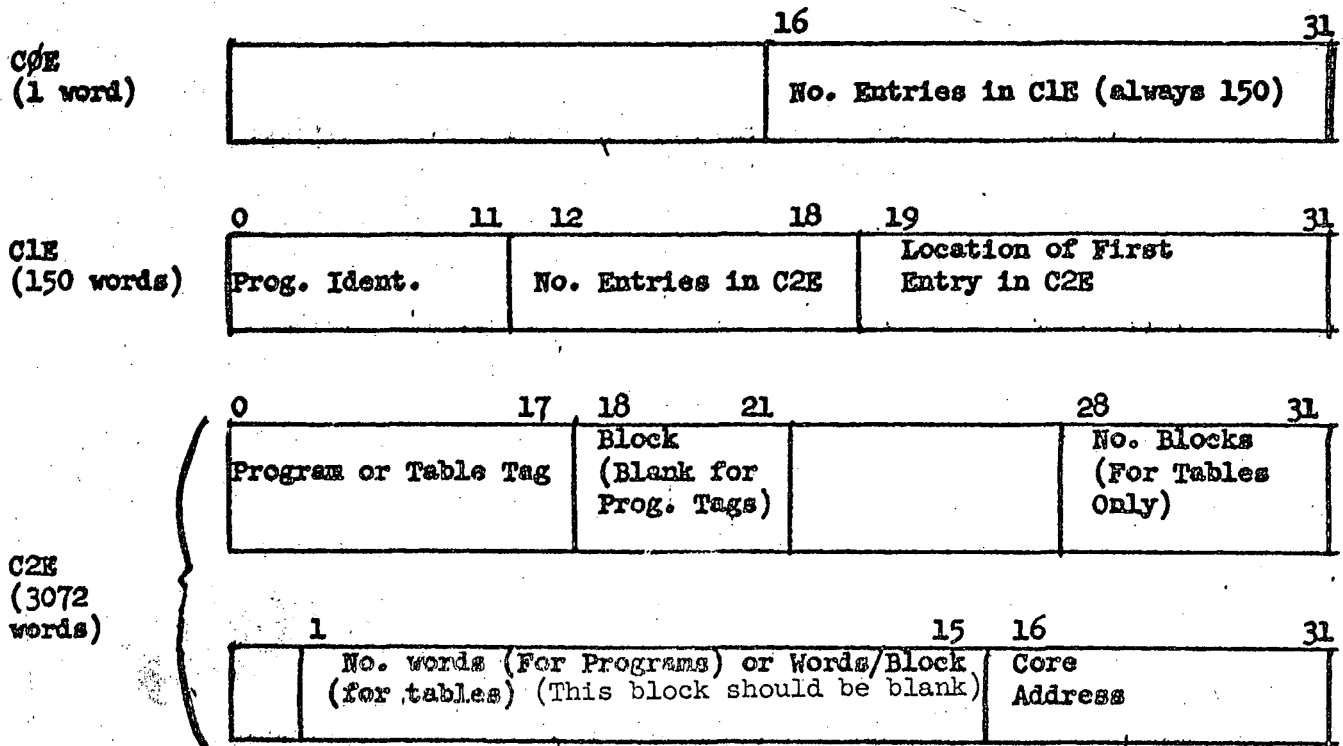 16 31
CØE
(1 word)
No. Entries in C1E (always 150)
0 11 12 18 19 31
C1E
(150 words)
Prog. Ident.
No. Entries in C2E
Location of First
Entry in C2E
0 17 18 21 28 31
Program or Table Tag
Block
(Blank for
Prog. Tags)
No. Blocks
(For Tables
Only)
C2E
(3072
words)
1 15 16 31
No. words (For Programs) or Words/Block
(for tables) (This block should be blank)
Core
Address